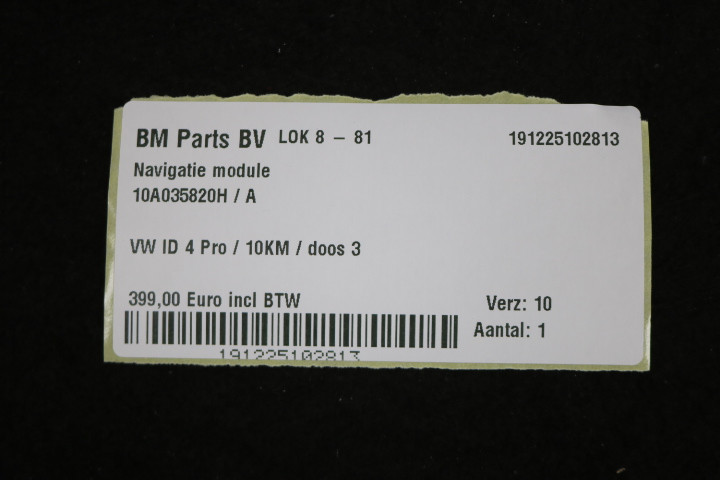 BM Parts BV LOK 8 – 81 191225102813
Navigatie module
10A035820H / A
VW ID 4 Pro / 10KM / doos 3
399,00 Euro incl BTW Verz: 10
Aantal: 1
191225102813